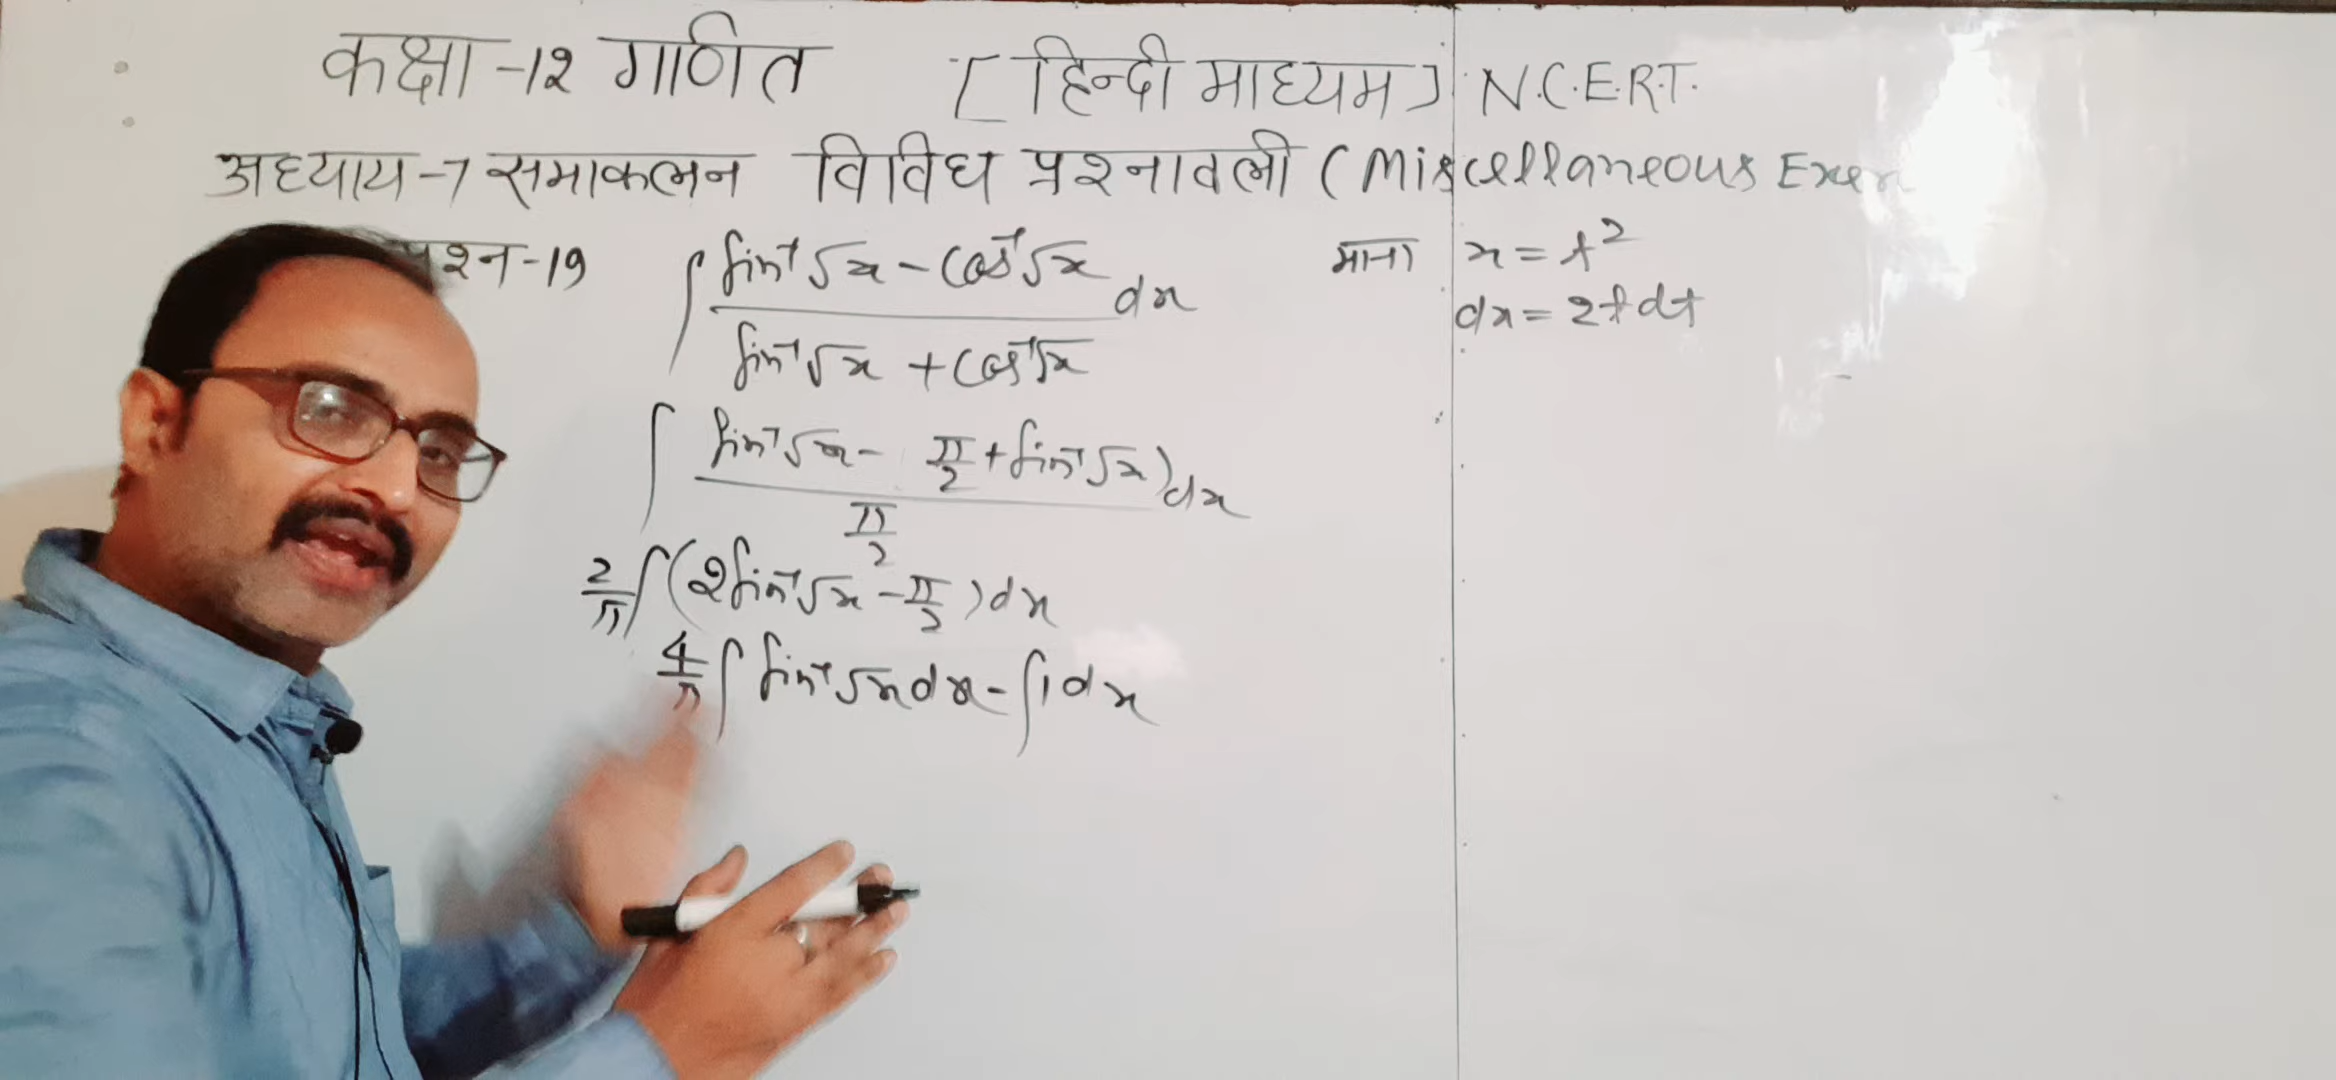 कक्षा -१२ गणित [हिन्दी माध्यम] N.C.E.R.T.
अध्याय -7 समाकलन विविध प्रश्नावली (Miscellaneous Exer
प्रश्न-19 ∫ (sin⁻¹√x - cos⁻¹√x)/(sin⁻¹√x + cos⁻¹√x) dx
∫ (sin⁻¹√x - π/2 + sin⁻¹√x)/(π/2) dx
2/π ∫ (2sin⁻¹√x - π/2) dx
4/π ∫ sin⁻¹√x dx - ∫1 dx
माना x = t²
dx = 2t dt